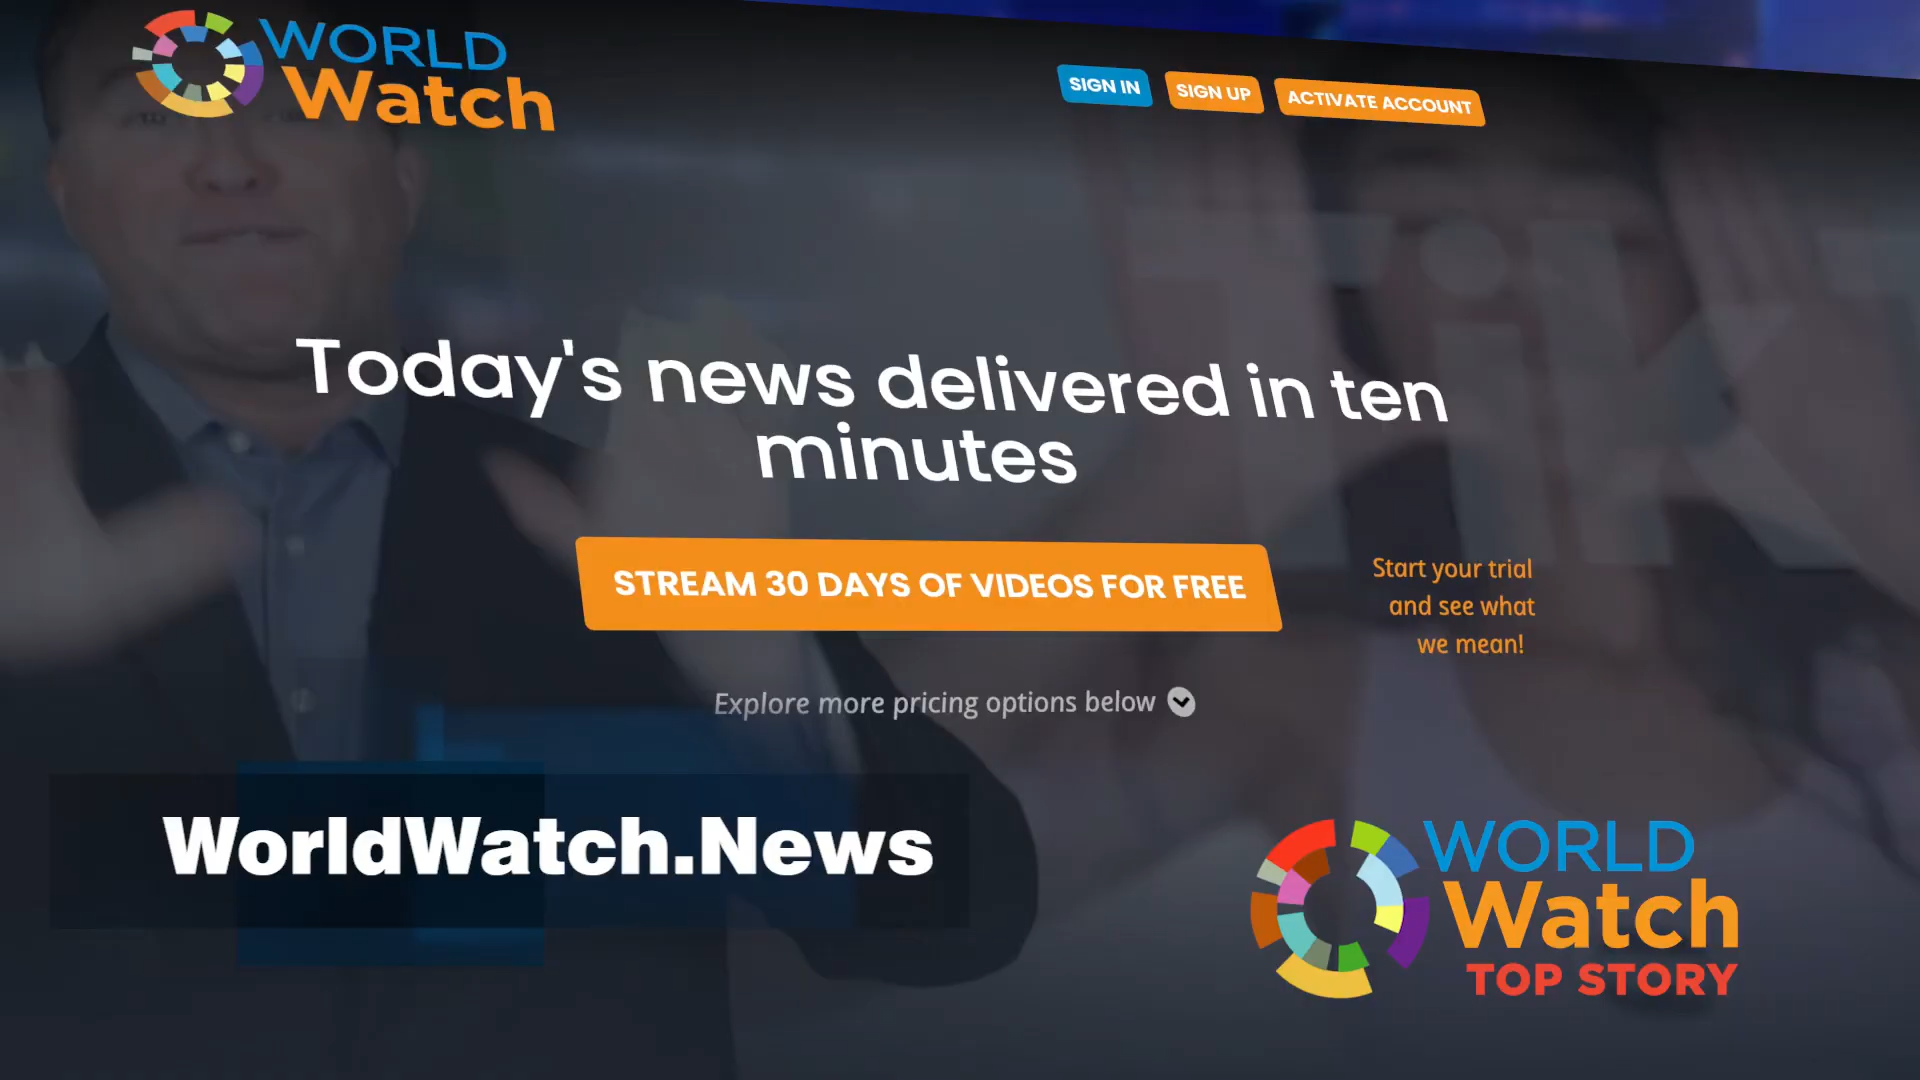 WORLD
Watch
SIGN IN
SIGN UP
ACTIVATE ACCOUNT
Today's news delivered in ten
minutes
STREAM 30 DAYS OF VIDEOS FOR FREE
Start your trial
and see what
we mean!
Explore more pricing options below
WorldWatch.News
WORLD
Watch
TOP STORY